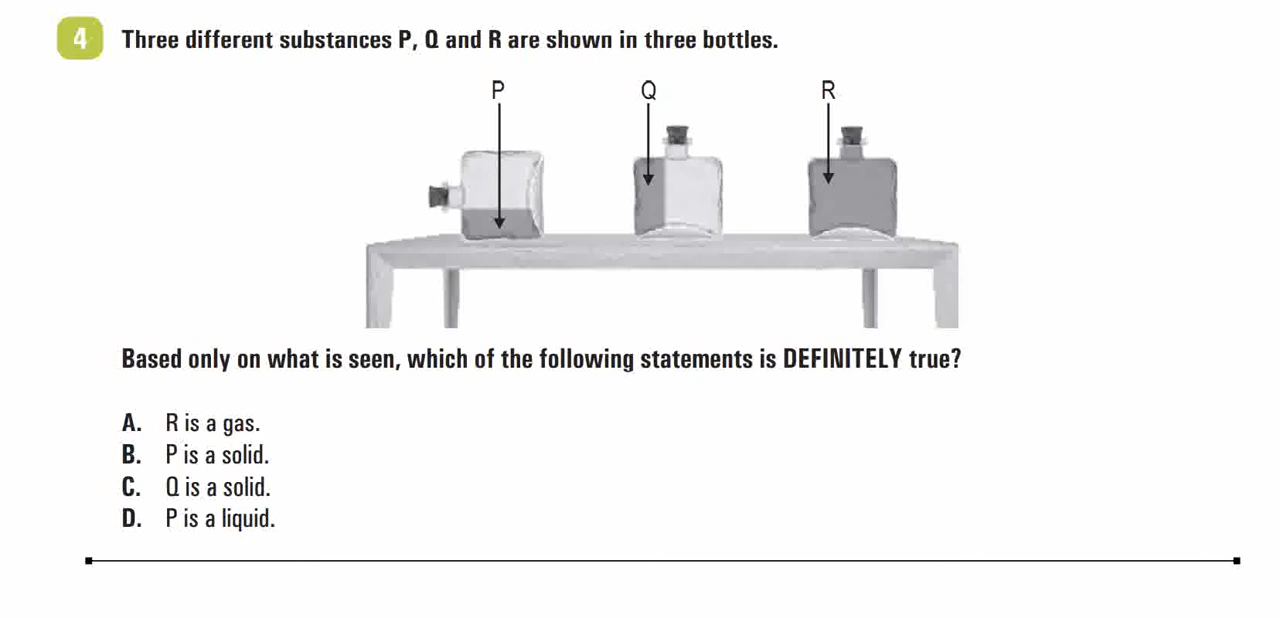 4 Three different substances P, Q and R are shown in three bottles.
P Q R
Based only on what is seen, which of the following statements is DEFINITELY true?
A. R is a gas.
B. P is a solid.
C. Q is a solid.
D. P is a liquid.